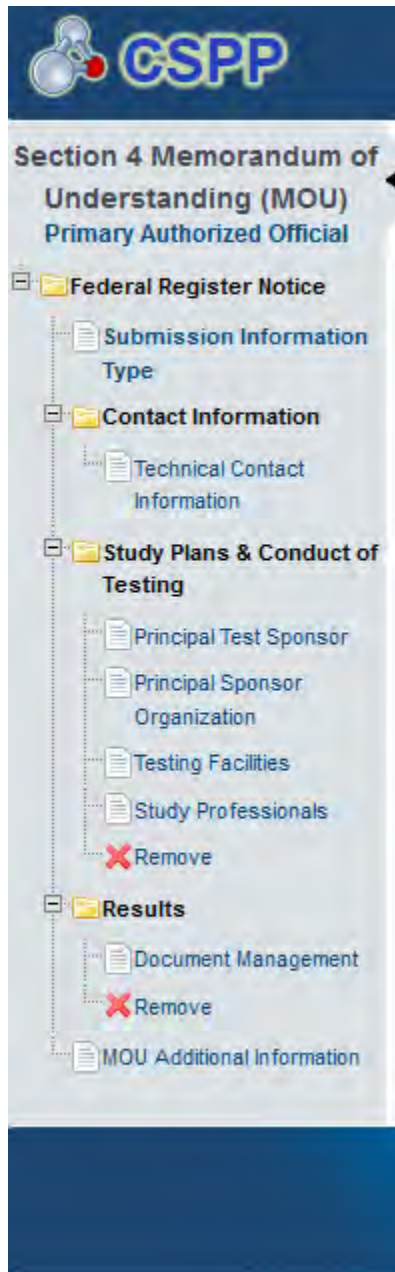 CSPP
Section 4 Memorandum of
Understanding (MOU)
Primary Authorized Official
Federal Register Notice
Submission Information
Type
Contact Information
Technical Contact
Information
Study Plans & Conduct of
Testing
Principal Test Sponsor
Principal Sponsor
Organization
Testing Facilities
Study Professionals
Remove
Results
Document Management
Remove
MOU Additional Information